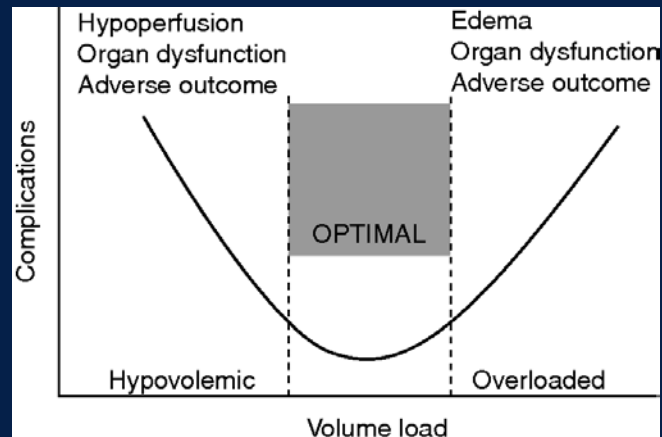 Hypoperfusion
Organ dysfunction
Adverse outcome
Edema
Organ dysfunction
Adverse outcome
Complications
OPTIMAL
Hypovolemic
Overloaded
Volume load